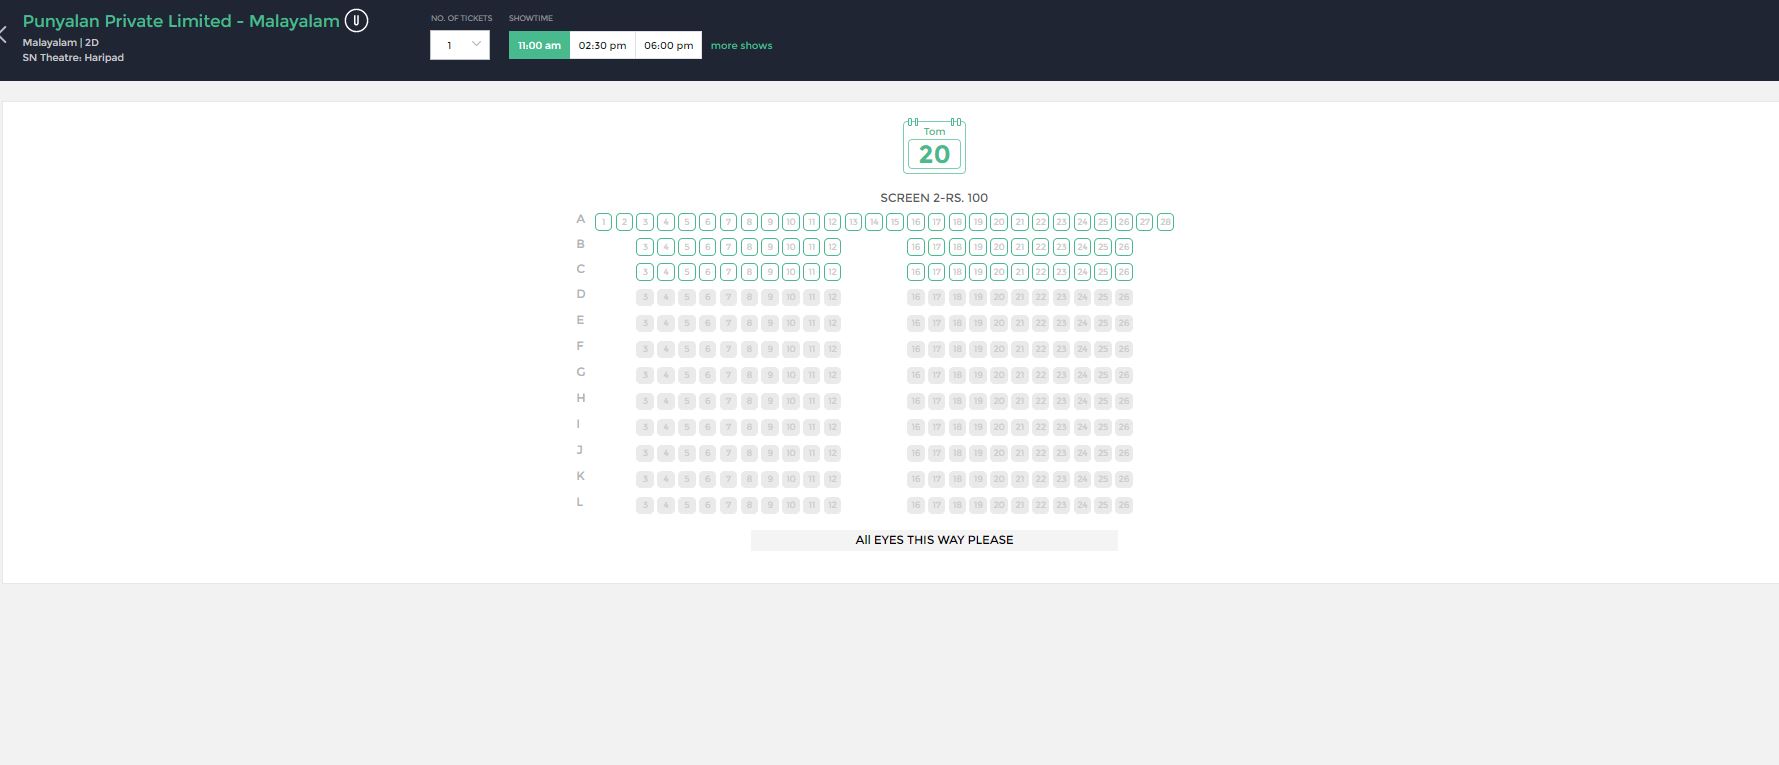 Punyalan Private Limited - Malayalam U
Malayalam | 2D
SN Theatre: Haripad
NO. OF TICKETS SHOWTIME
1 11:00 am 02:30 pm 06:00 pm more shows
Tom
20
SCREEN 2-RS. 100
A 1 2 3 4 5 6 7 8 9 10 11 12 13 14 15 16 17 18 19 20 21 22 23 24 25 26 27 28
B 3 4 5 6 7 8 9 10 11 12 16 17 18 19 20 21 22 23 24 25 26
C 3 4 5 6 7 8 9 10 11 12 16 17 18 19 20 21 22 23 24 25 26
D 3 4 5 6 7 8 9 10 11 12 16 17 18 19 20 21 22 23 24 25 26
E 3 4 5 6 7 8 9 10 11 12 16 17 18 19 20 21 22 23 24 25 26
F 3 4 5 6 7 8 9 10 11 12 16 17 18 19 20 21 22 23 24 25 26
G 3 4 5 6 7 8 9 10 11 12 16 17 18 19 20 21 22 23 24 25 26
H 3 4 5 6 7 8 9 10 11 12 16 17 18 19 20 21 22 23 24 25 26
I 3 4 5 6 7 8 9 10 11 12 16 17 18 19 20 21 22 23 24 25 26
J 3 4 5 6 7 8 9 10 11 12 16 17 18 19 20 21 22 23 24 25 26
K 3 4 5 6 7 8 9 10 11 12 16 17 18 19 20 21 22 23 24 25 26
L 3 4 5 6 7 8 9 10 11 12 16 17 18 19 20 21 22 23 24 25 26
All EYES THIS WAY PLEASE